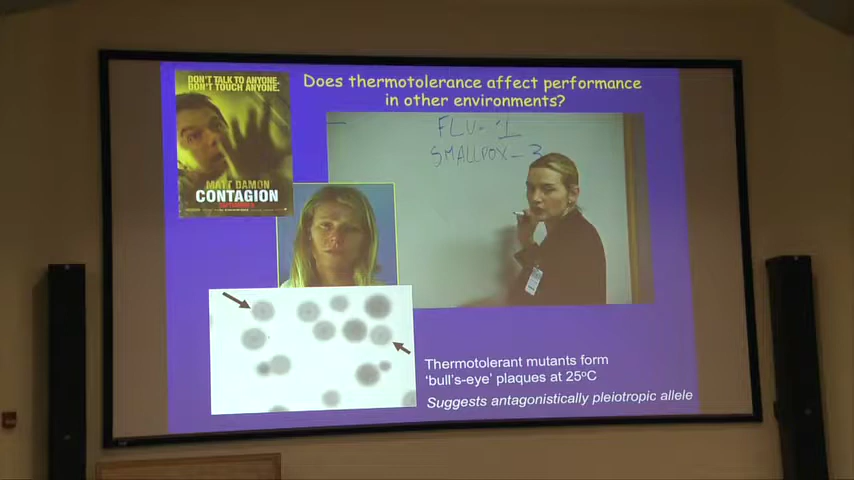 DON'T TALK TO ANYONE.
DON'T TOUCH ANYONE.
MATT DAMON
CONTAGION
Does thermotolerance affect performance
in other environments?
FLU - 1
SMALLPOX - 3
Thermotolerant mutants form
'bull's-eye' plaques at 25ºC
Suggests antagonistically pleiotropic allele